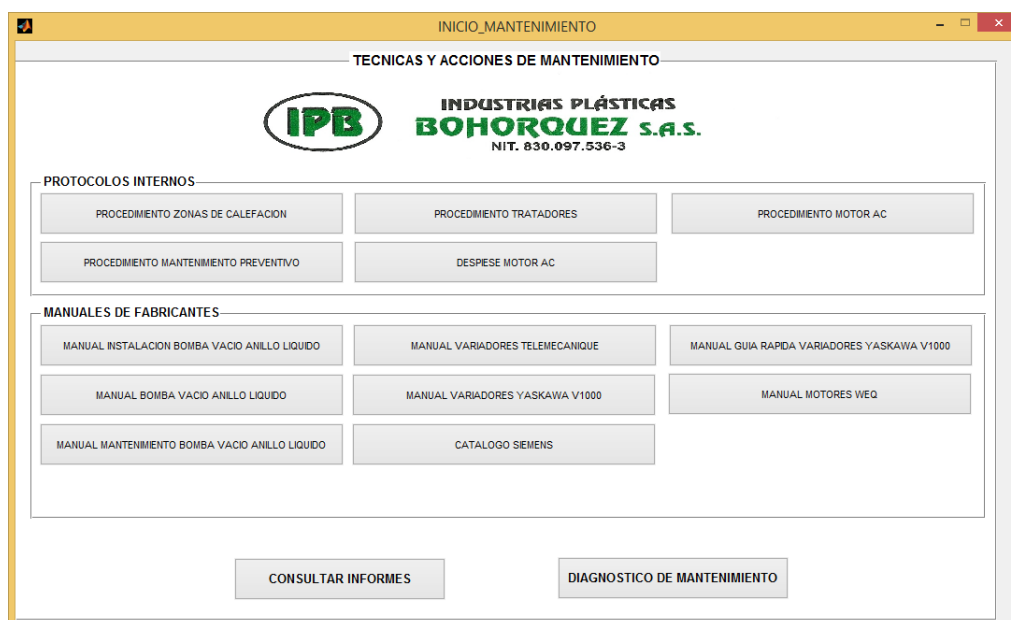 INICIO_MANTENIMIENTO
TECNICAS Y ACCIONES DE MANTENIMIENTO
IPB
INDUSTRIAS PLÁSTICAS
BOHORQUEZ S.A.S.
NIT. 830.097.536-3
PROTOCOLOS INTERNOS
PROCEDIMIENTO ZONAS DE CALEFACION
PROCEDIMIENTO TRATADORES
PROCEDIMIENTO MOTOR AC
PROCEDIMIENTO MANTENIMIENTO PREVENTIVO
DESPIESE MOTOR AC
MANUALES DE FABRICANTES
MANUAL INSTALACION BOMBA VACIO ANILLO LIQUIDO
MANUAL VARIADORES TELEMECANIQUE
MANUAL GUIA RAPIDA VARIADORES YASKAWA V1000
MANUAL BOMBA VACIO ANILLO LIQUIDO
MANUAL VARIADORES YASKAWA V1000
MANUAL MOTORES WEQ
MANUAL MANTENIMIENTO BOMBA VACIO ANILLO LIQUIDO
CATALOGO SIEMENS
CONSULTAR INFORMES
DIAGNOSTICO DE MANTENIMIENTO